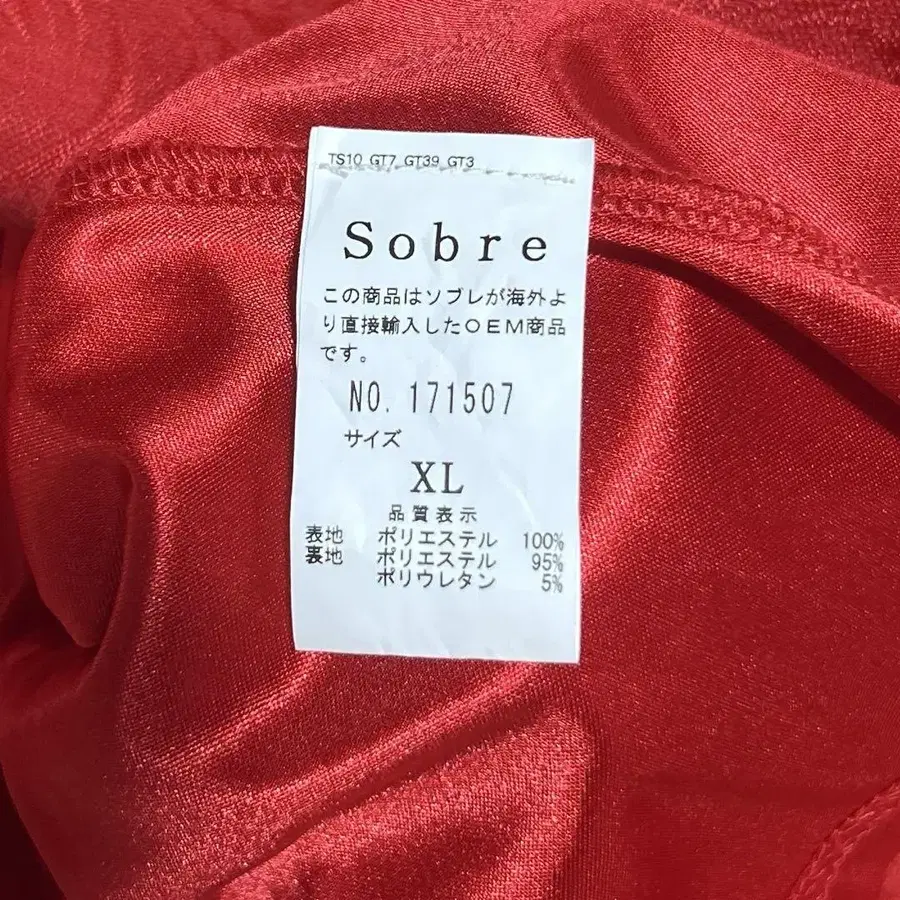 TS10 GT7 GT39 GT3
Sobre
この商品はソブレが海外よ
り直接輸入したOEM商品
です。
NO. 171507
サイズ
XL
品質表示
表地 ポリエステル 100%
裏地 ポリエステル 95%
ポリウレタン 5%